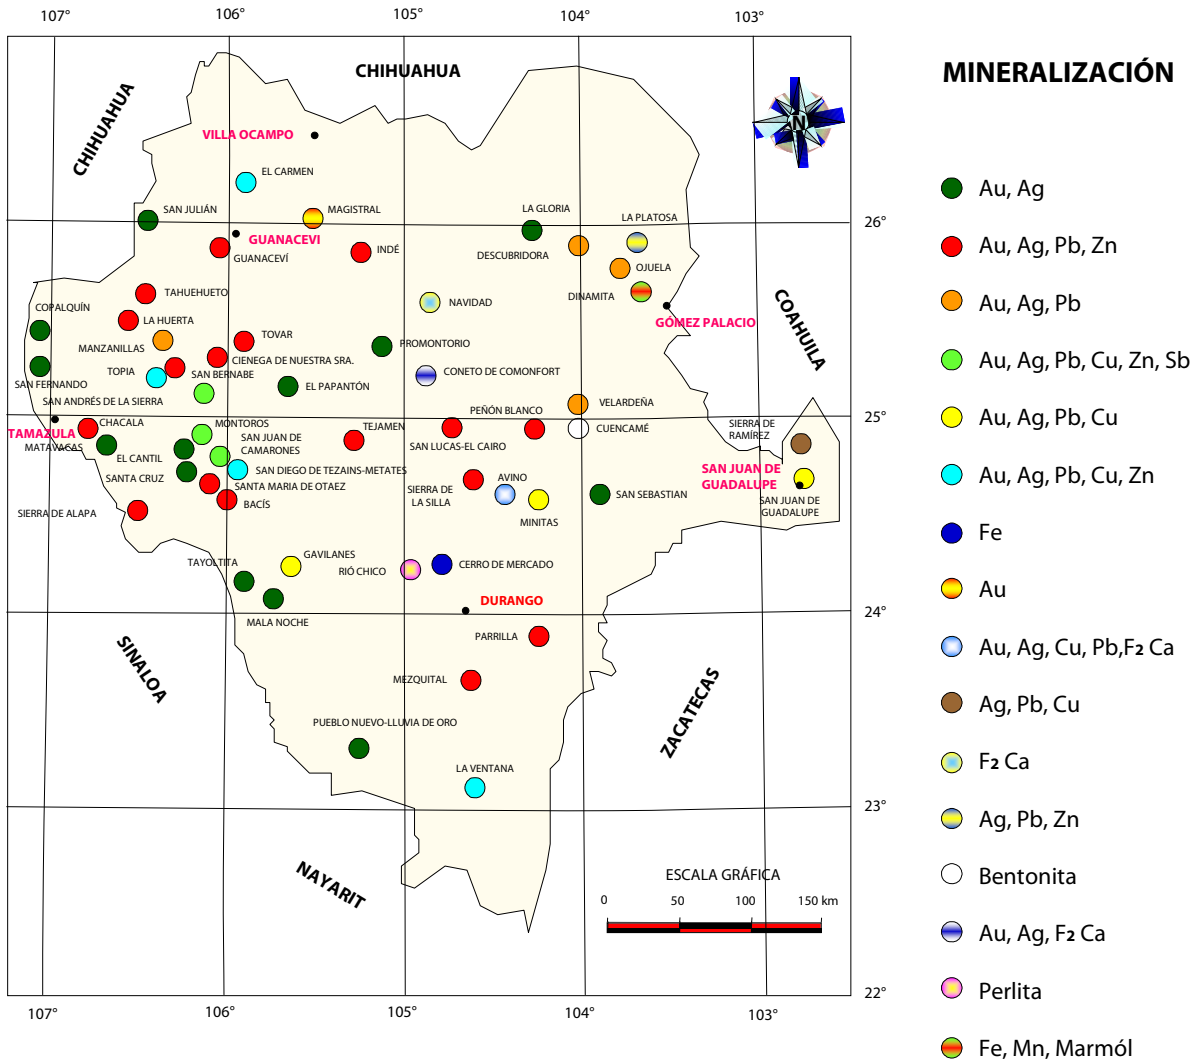 107°
106°
105°
104°
103°
CHIHUAHUA
CHIHUAHUA
MINERALIZACIÓN
N
VILLA OCAMPO
EL CARMEN
SAN JULIÁN
MAGISTRAL
LA GLORIA
LA PLATOSA
26°
GUANACEVI
GUANACEVÍ
INDÉ
DESCUBRIDORA
OJUELA
TAHUEHUETO
DINAMITA
COPALQUÍN
NAVIDAD
GÓMEZ PALACIO
COAHUILA
LA HUERTA
MANZANILLAS
TOVAR
PROMONTORIO
CIENEGA DE NUESTRA SRA.
TOPIA
SAN BERNABE
CONETO DE COMONFORT
SAN FERNANDO
EL PAPANTÓN
SAN ANDRÉS DE LA SIERRA
VELARDEÑA
PEÑÓN BLANCO
25°
CHACALA
MONTOROS
TEJAMEN
CUENCAMÉ
SIERRA DE
RAMÍREZ
TAMAZULA
MATAVACAS
SAN JUAN DE
CAMARONES
SAN LUCAS-EL CAIRO
EL CANTIL
SAN DIEGO DE TEZAINS-METATES
SANTA CRUZ
SANTA MARIA DE OTAEZ
AVINO
SIERRA DE
LA SILLA
SAN JUAN DE
GUADALUPE
SAN SEBASTIAN
SAN JUAN DE
GUADALUPE
BACÍS
SIERRA DE ALAPA
MINITAS
GAVILANES
TAYOLTITA
RIÓ CHICO
CERRO DE MERCADO
DURANGO
24°
MALA NOCHE
PARRILLA
SINALOA
MEZQUITAL
ZACATECAS
PUEBLO NUEVO-LLUVIA DE ORO
LA VENTANA
23°
NAYARIT
ESCALA GRÁFICA
0 50 100 150 km
22°
107°
106°
105°
104°
103°
Au, Ag
Au, Ag, Pb, Zn
Au, Ag, Pb
Au, Ag, Pb, Cu, Zn, Sb
Au, Ag, Pb, Cu
Au, Ag, Pb, Cu, Zn
Fe
Au
Au, Ag, Cu, Pb,F2 Ca
Ag, Pb, Cu
F2 Ca
Ag, Pb, Zn
Bentonita
Au, Ag, F2 Ca
Perlita
Fe, Mn, Marmól